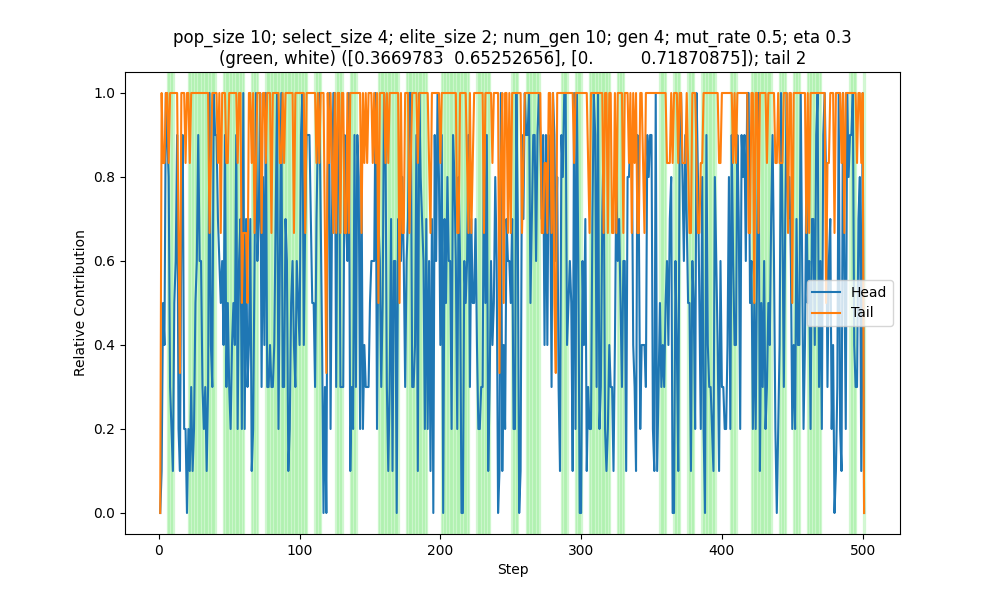 pop_size 10; select_size 4; elite_size 2; num_gen 10; gen 4; mut_rate 0.5; eta 0.3
(green, white) ([0.3669783  0.65252656], [0.         0.71870875]); tail 2
1.0
0.8
0.6
0.4
0.2
0.0
Relative Contribution
Head
Tail
0
100
200
300
400
500
Step